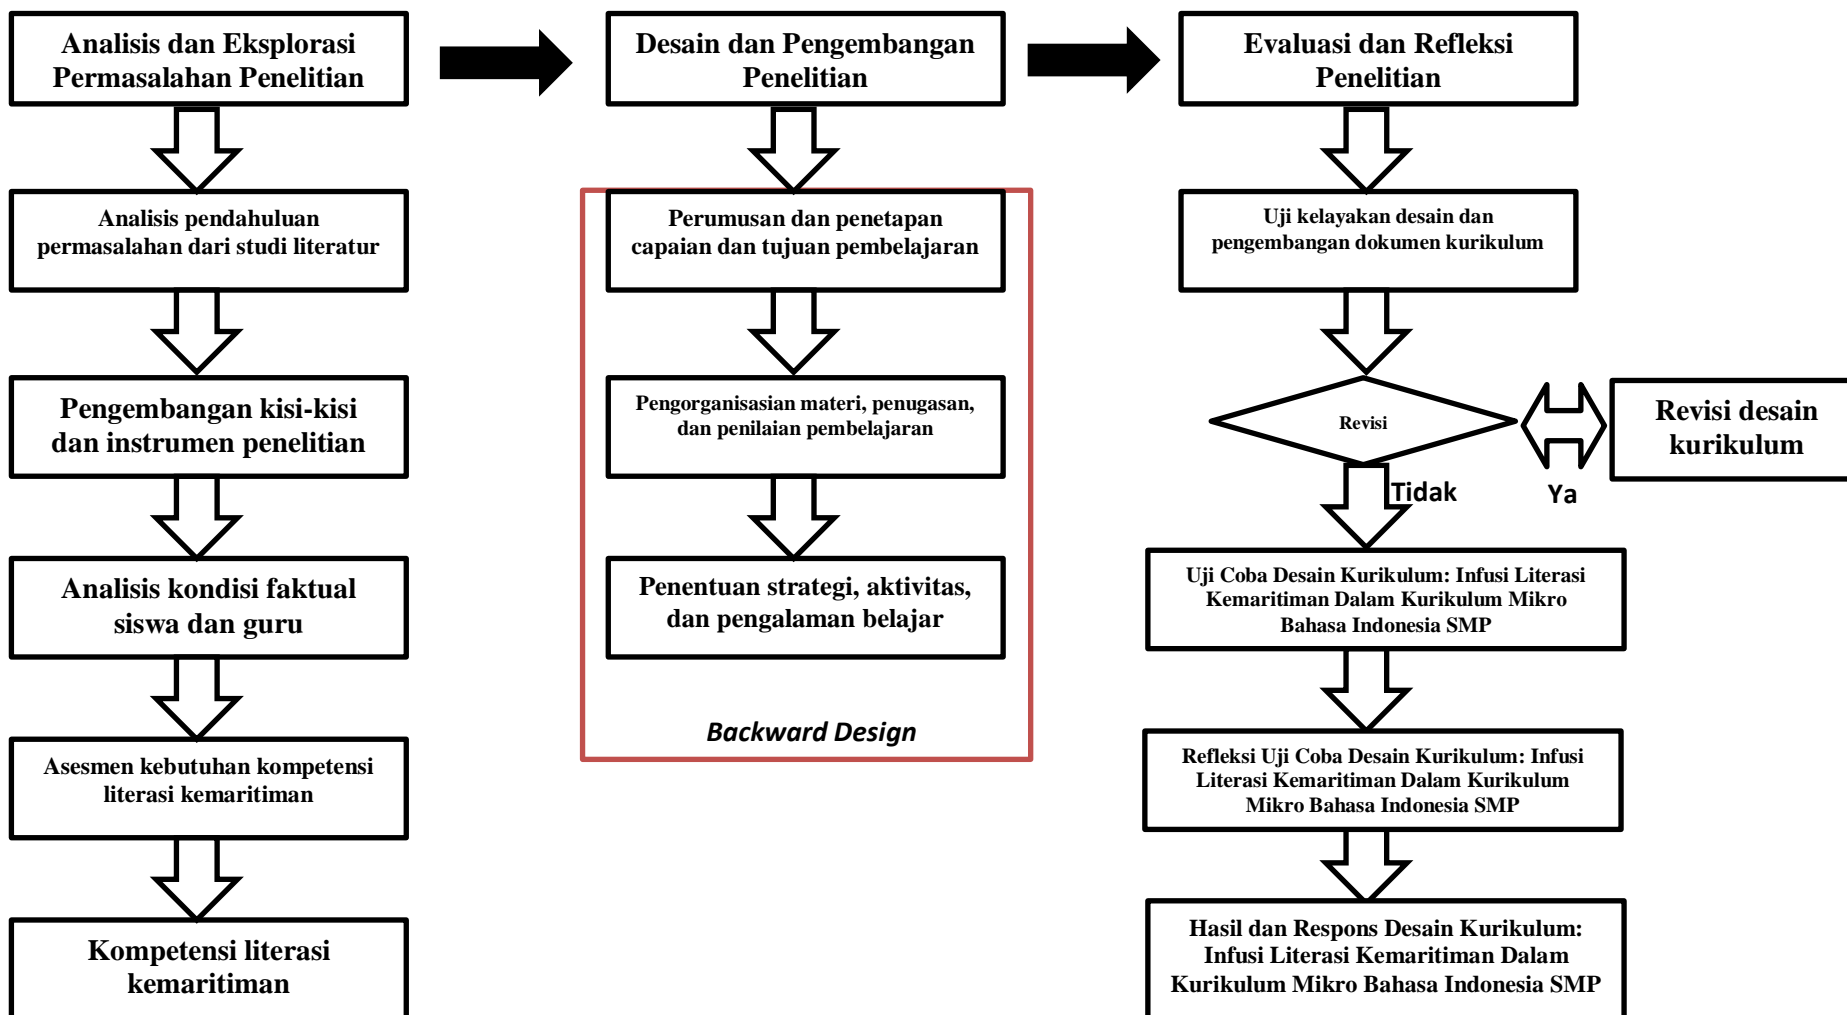 Analisis dan Eksplorasi
Permasalahan Penelitian
Analisis pendahuluan
permasalahan dari studi literatur
Pengembangan kisi-kisi
dan instrumen penelitian
Analisis kondisi faktual
siswa dan guru
Asesmen kebutuhan kompetensi
literasi kemaritiman
Kompetensi literasi
kemaritiman
Desain dan Pengembangan
Penelitian
Perumusan dan penetapan
capaian dan tujuan pembelajaran
Pengorganisasian materi, penugasan,
dan penilaian pembelajaran
Penentuan strategi, aktivitas,
dan pengalaman belajar
Backward Design
Evaluasi dan Refleksi
Penelitian
Uji kelayakan desain dan
pengembangan dokumen kurikulum
Revisi
Revisi desain
kurikulum
Tidak
Ya
Uji Coba Desain Kurikulum: Infusi Literasi
Kemaritiman Dalam Kurikulum Mikro
Bahasa Indonesia SMP
Refleksi Uji Coba Desain Kurikulum: Infusi
Literasi Kemaritiman Dalam Kurikulum
Mikro Bahasa Indonesia SMP
Hasil dan Respons Desain Kurikulum:
Infusi Literasi Kemaritiman Dalam
Kurikulum Mikro Bahasa Indonesia SMP